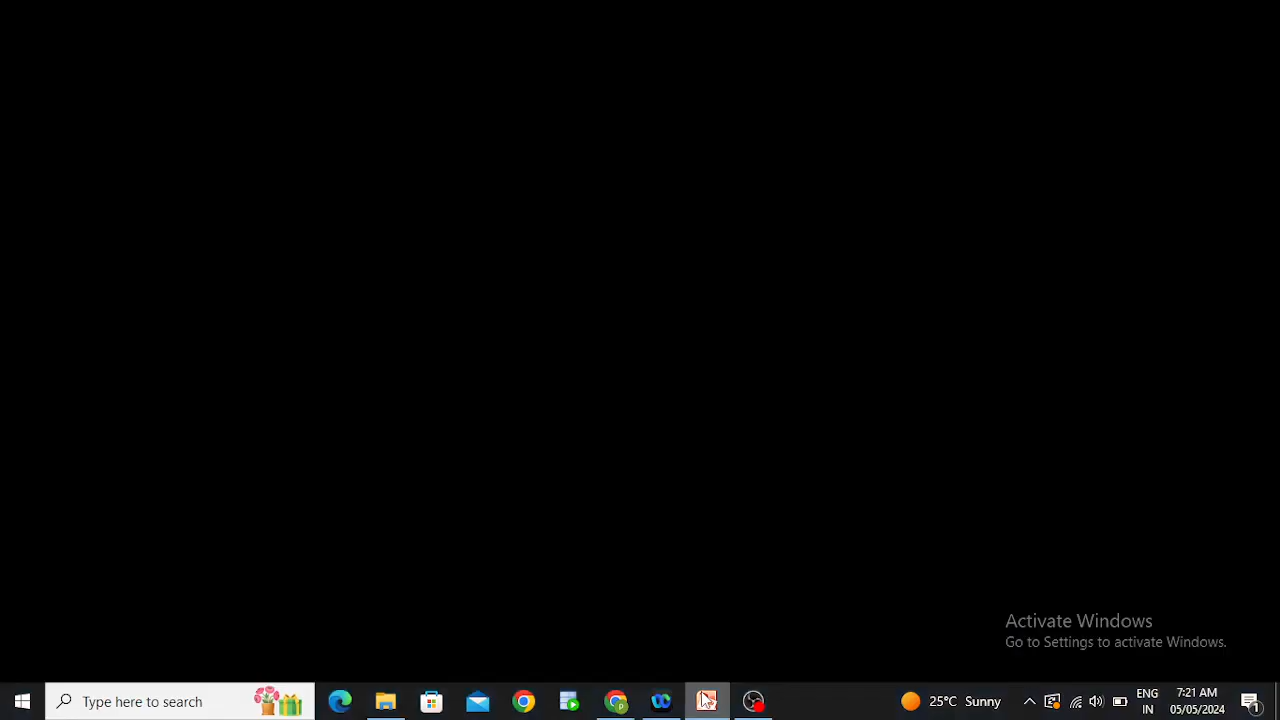 Activate Windows
Go to Settings to activate Windows.
Type here to search
25°C Sunny
ENG
IN
7:21 AM
05/05/2024
1
p